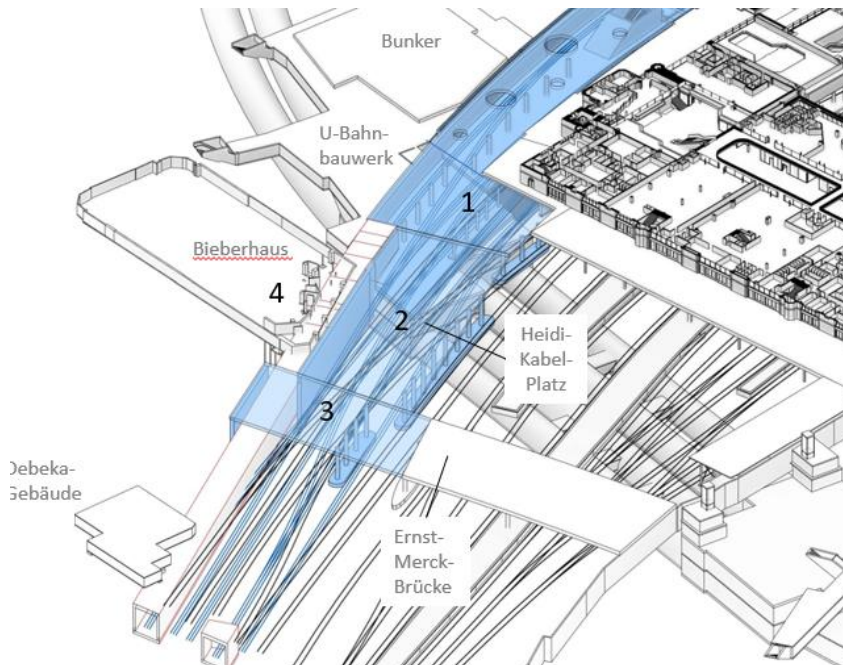 Bunker
U-Bahn-
bauwerk
1
Bieberhaus
4
2
Heidi-
Kabel-
Platz
3
Debeka-
Gebäude
Ernst-
Merck-
Brücke